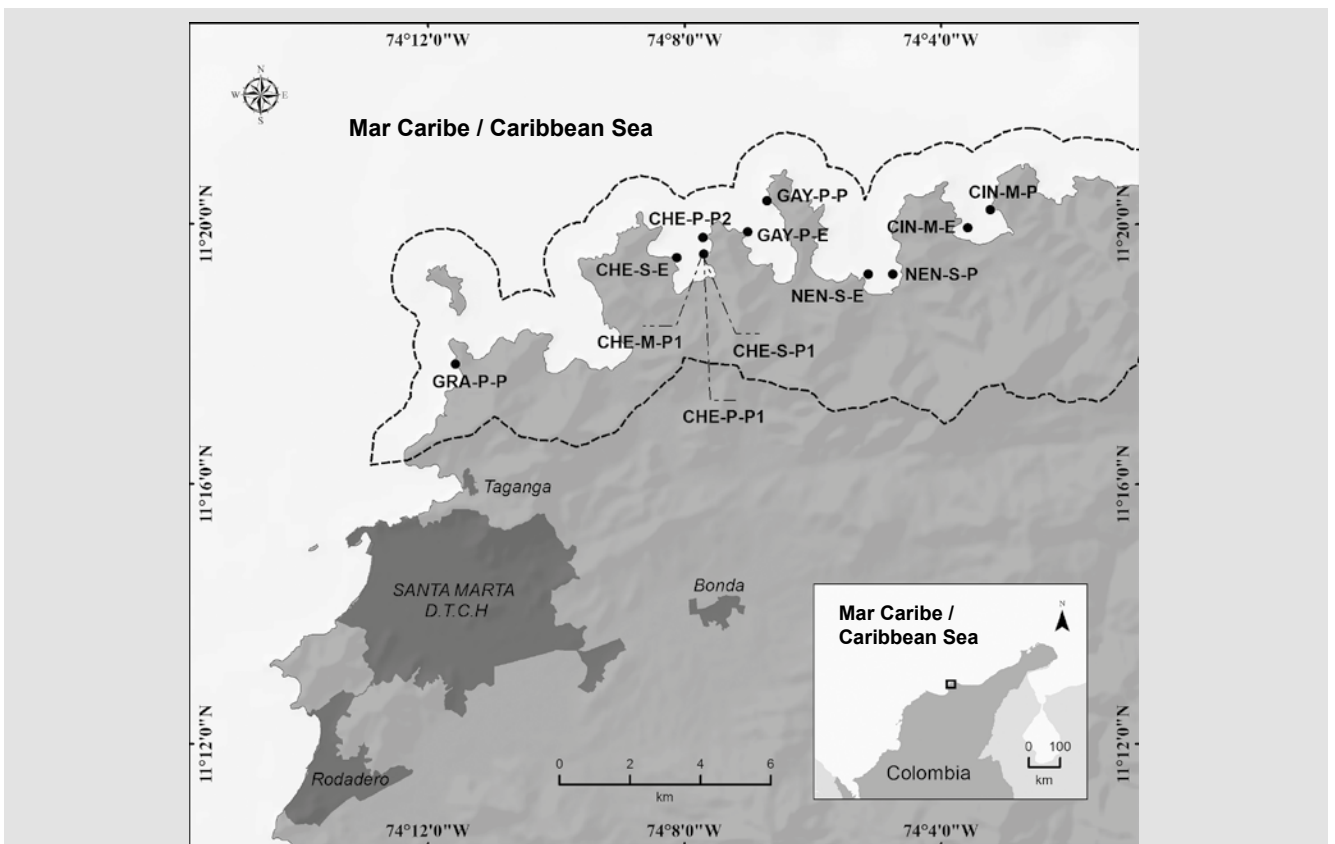 74°12'0"W
74°8'0"W
74°4'0"W
N
W
E
S
Mar Caribe / Caribbean Sea
11°20'0"N
11°20'0"N
GAY-P-P
CIN-M-P
CHE-P-P2
GAY-P-E
CIN-M-E
CHE-S-E
NEN-S-E
NEN-S-P
CHE-M-P1
CHE-S-P1
GRA-P-P
CHE-P-P1
11°16'0"N
11°16'0"N
Taganga
SANTA MARTA
D.T.C.H
Bonda
Mar Caribe /
Caribbean Sea
N
0 100
km
Colombia
11°12'0"N
11°12'0"N
Rodadero
0 2 4 6
km
74°12'0"W
74°8'0"W
74°4'0"W